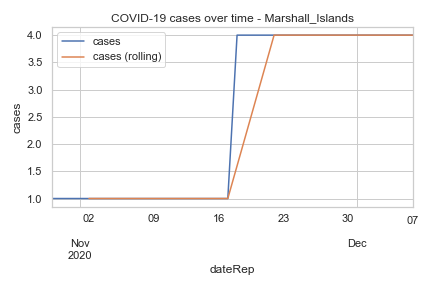 COVID-19 cases over time - Marshall_Islands
cases
cases (rolling)
4.0
3.5
3.0
2.5
2.0
1.5
1.0
cases
02 09 16 23 30 07
Nov Dec
2020
dateRep